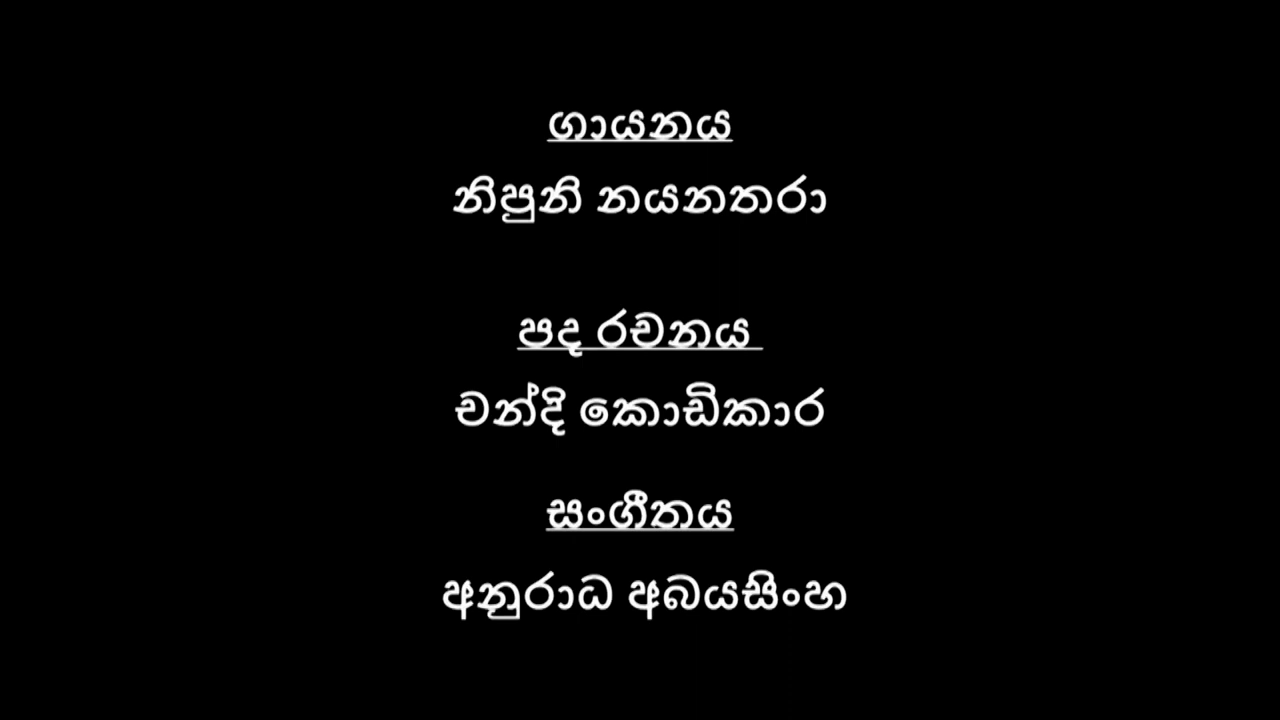 ගායනය
නිපුනි නයනතරා
පද රචනය
චන්දි කොඩිකාර
සංගීතය
අනුරාධ අබයසිංහ